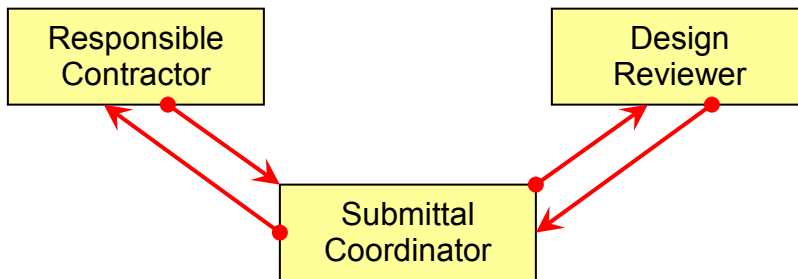 Responsible
Contractor
Design
Reviewer
Submittal
Coordinator